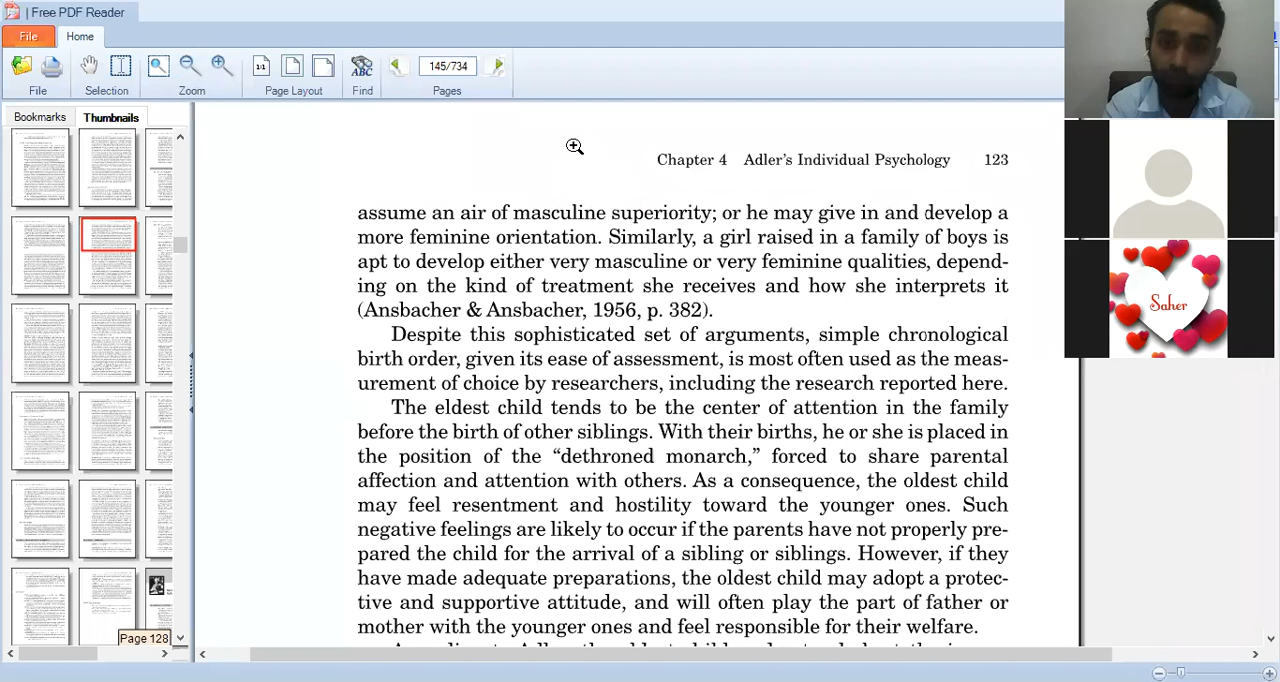 | Free PDF Reader
File
Home
1:1
ABC
145/734
File
Selection
Zoom
Page Layout
Find
Pages
Bookmarks
Thumbnails
Chapter 4 Adler's Individual Psychology 123
assume an air of masculine superiority; or he may give in and develop a
more feminine orientation. Similarly, a girl raised in a family of boys is
apt to develop either very masculine or very feminine qualities, depend-
ing on the kind of treatment she receives and how she interprets it
(Ansbacher & Ansbacher, 1956, p. 382).
Despite this sophisticated set of arguments, simple chronological
birth order, given its ease of assessment, is most often used as the meas-
urement of choice by researchers, including the research reported here.
The eldest child tends to be the center of attention in the family
before the birth of other siblings. With their birth, he or she is placed in
the position of the "dethroned monarch," forced to share parental
affection and attention with others. As a consequence, the oldest child
may feel resentment and hostility toward the younger ones. Such
negative feelings are likely to occur if the parents have not properly pre-
pared the child for the arrival of a sibling or siblings. However, if they
have made adequate preparations, the oldest child may adopt a protec-
tive and supportive attitude, and will often play the part of father or
mother with the younger ones and feel responsible for their welfare.
Page 128
Saher